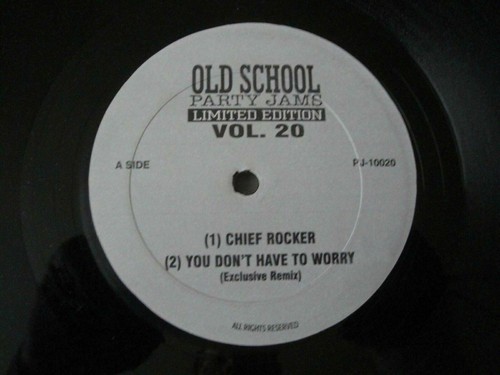 OLD SCHOOL
PARTY JAMS
LIMITED EDITION
VOL. 20
A SIDE
PJ-10020
(1) CHIEF ROCKER
(2) YOU DON'T HAVE TO WORRY
(Exclusive Remix)
ALL RIGHTS RESERVED